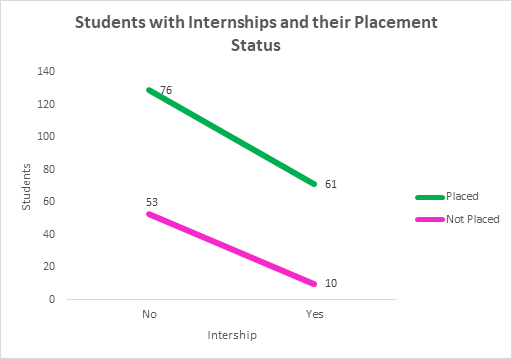 Students with Internships and their Placement
Status
140
120
100
80
60
40
20
0
Students
76
61
53
10
No
Yes
Intership
Placed
Not Placed